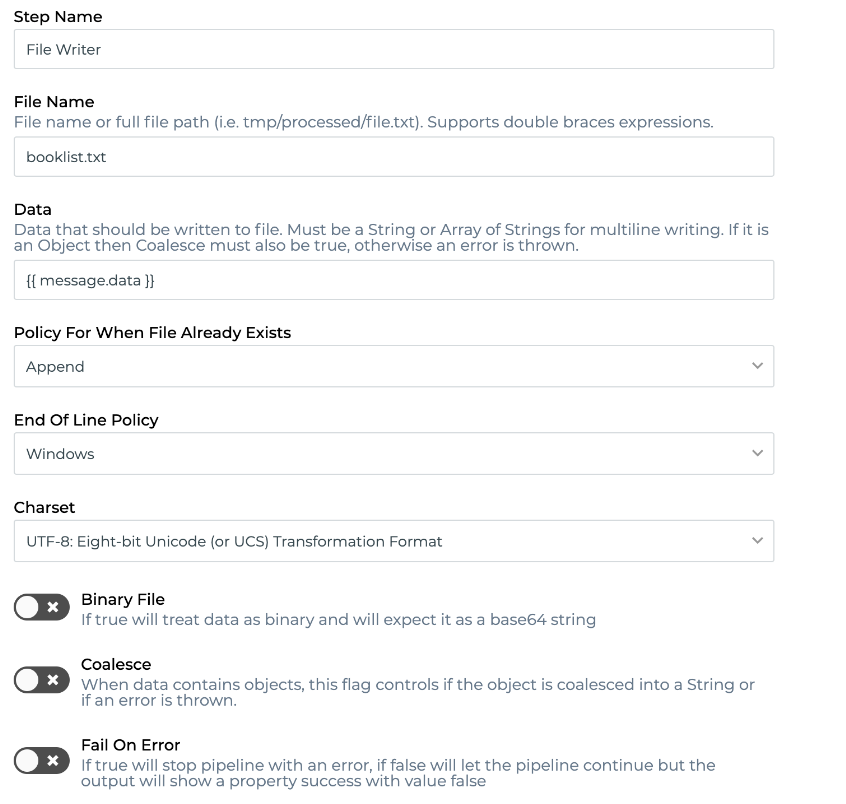 Step Name
File Writer
File Name
File name or full file path (i.e. tmp/processed/file.txt). Supports double braces expressions.
booklist.txt
Data
Data that should be written to file. Must be a String or Array of Strings for multiline writing. If it is
an Object then Coalesce must also be true, otherwise an error is thrown.
{{ message.data }}
Policy For When File Already Exists
Append
End Of Line Policy
Windows
Charset
UTF-8: Eight-bit Unicode (or UCS) Transformation Format
Binary File
If true will treat data as binary and will expect it as a base64 string
Coalesce
When data contains objects, this flag controls if the object is coalesced into a String or
if an error is thrown.
Fail On Error
If true will stop pipeline with an error, if false will let the pipeline continue but the
output will show a property success with value false